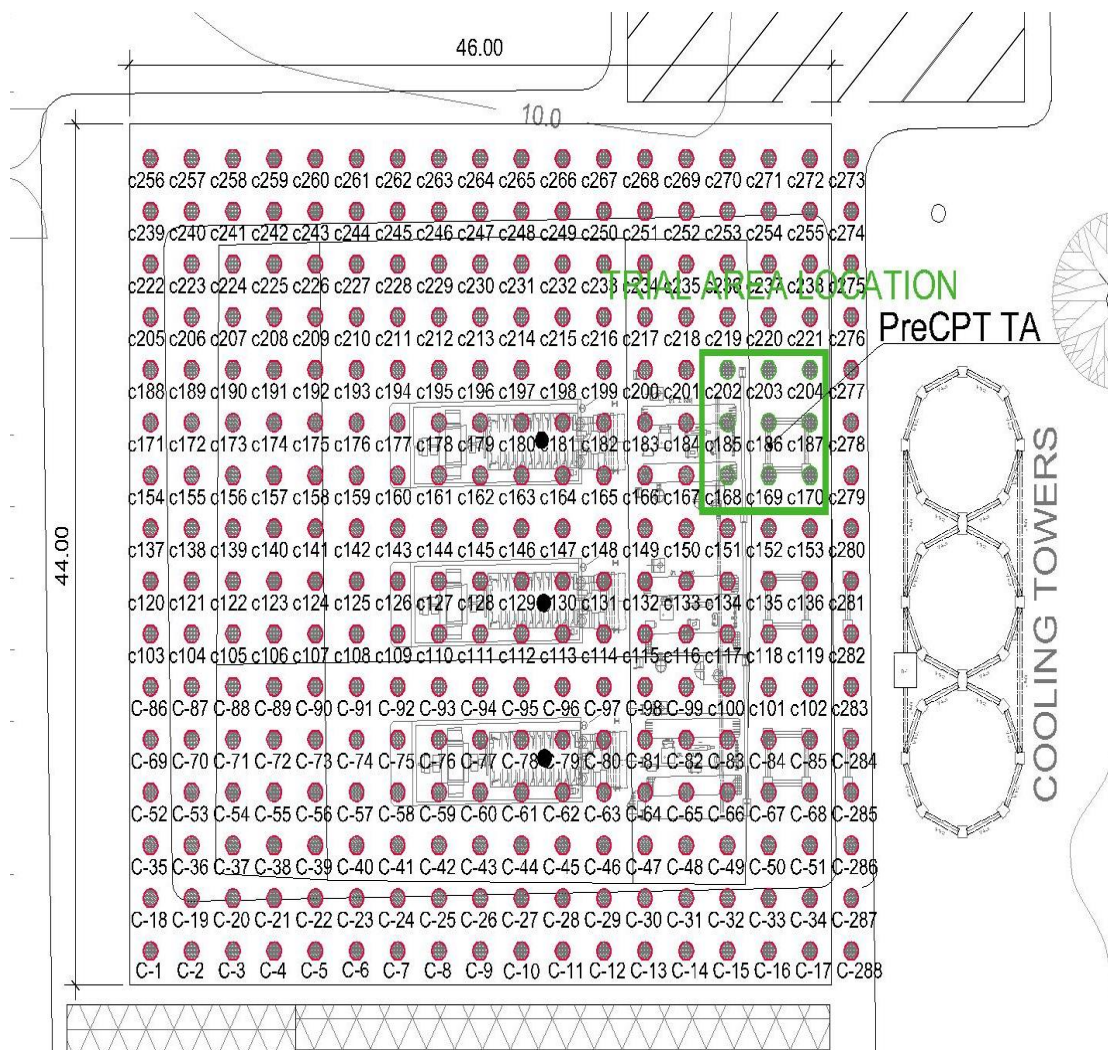 46.00
10.0
c256 c257 c258 c259 c260 c261 c262 c263 c264 c265 c266 c267 c268 c269 c270 c271 c272 c273
c239 c240 c241 c242 c243 c244 c245 c246 c247 c248 c249 c250 c251 c252 c253 c254 c255 c274
c222 c223 c224 c225 c226 c227 c228 c229 c230 c231 c232 c233 c234 c235 c236 c237 c238 c275
TRIAL AREA LOCATION
PreCPT TA
c205 c206 c207 c208 c209 c210 c211 c212 c213 c214 c215 c216 c217 c218 c219 c220 c221 c276
c188 c189 c190 c191 c192 c193 c194 c195 c196 c197 c198 c199 c200 c201 c202 c203 c204 c277
c171 c172 c173 c174 c175 c176 c177 c178 c179 c180 c181 c182 c183 c184 c185 c186 c187 c278
c154 c155 c156 c157 c158 c159 c160 c161 c162 c163 c164 c165 c166 c167 c168 c169 c170 c279
44.00
c137 c138 c139 c140 c141 c142 c143 c144 c145 c146 c147 c148 c149 c150 c151 c152 c153 c280
c120 c121 c122 c123 c124 c125 c126 c127 c128 c129 c130 c131 c132 c133 c134 c135 c136 c281
c103 c104 c105 c106 c107 c108 c109 c110 c111 c112 c113 c114 c115 c116 c117 c118 c119 c282
COOLING TOWERS
C-86 C-87 C-88 C-89 C-90 C-91 C-92 C-93 C-94 C-95 C-96 C-97 C-98 C-99 c100 c101 c102 c283
C-69 C-70 C-71 C-72 C-73 C-74 C-75 C-76 C-77 C-78 C-79 C-80 C-81 C-82 C-83 C-84 C-85 C-284
C-52 C-53 C-54 C-55 C-56 C-57 C-58 C-59 C-60 C-61 C-62 C-63 C-64 C-65 C-66 C-67 C-68 C-285
C-35 C-36 C-37 C-38 C-39 C-40 C-41 C-42 C-43 C-44 C-45 C-46 C-47 C-48 C-49 C-50 C-51 C-286
C-18 C-19 C-20 C-21 C-22 C-23 C-24 C-25 C-26 C-27 C-28 C-29 C-30 C-31 C-32 C-33 C-34 C-287
C-1 C-2 C-3 C-4 C-5 C-6 C-7 C-8 C-9 C-10 C-11 C-12 C-13 C-14 C-15 C-16 C-17 C-288